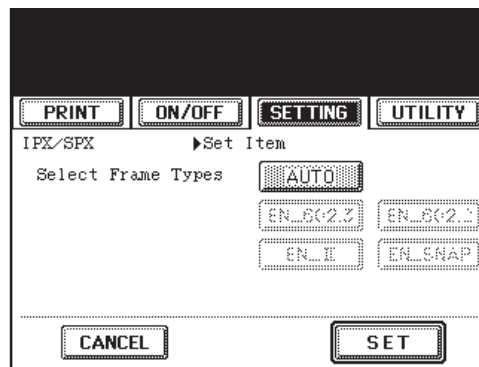 PRINT ON/OFF SETTING UTILITY
IPX/SPX ▶Set Item
Select Frame Types AUTO
EN_II EN_SNAP
CANCEL SET